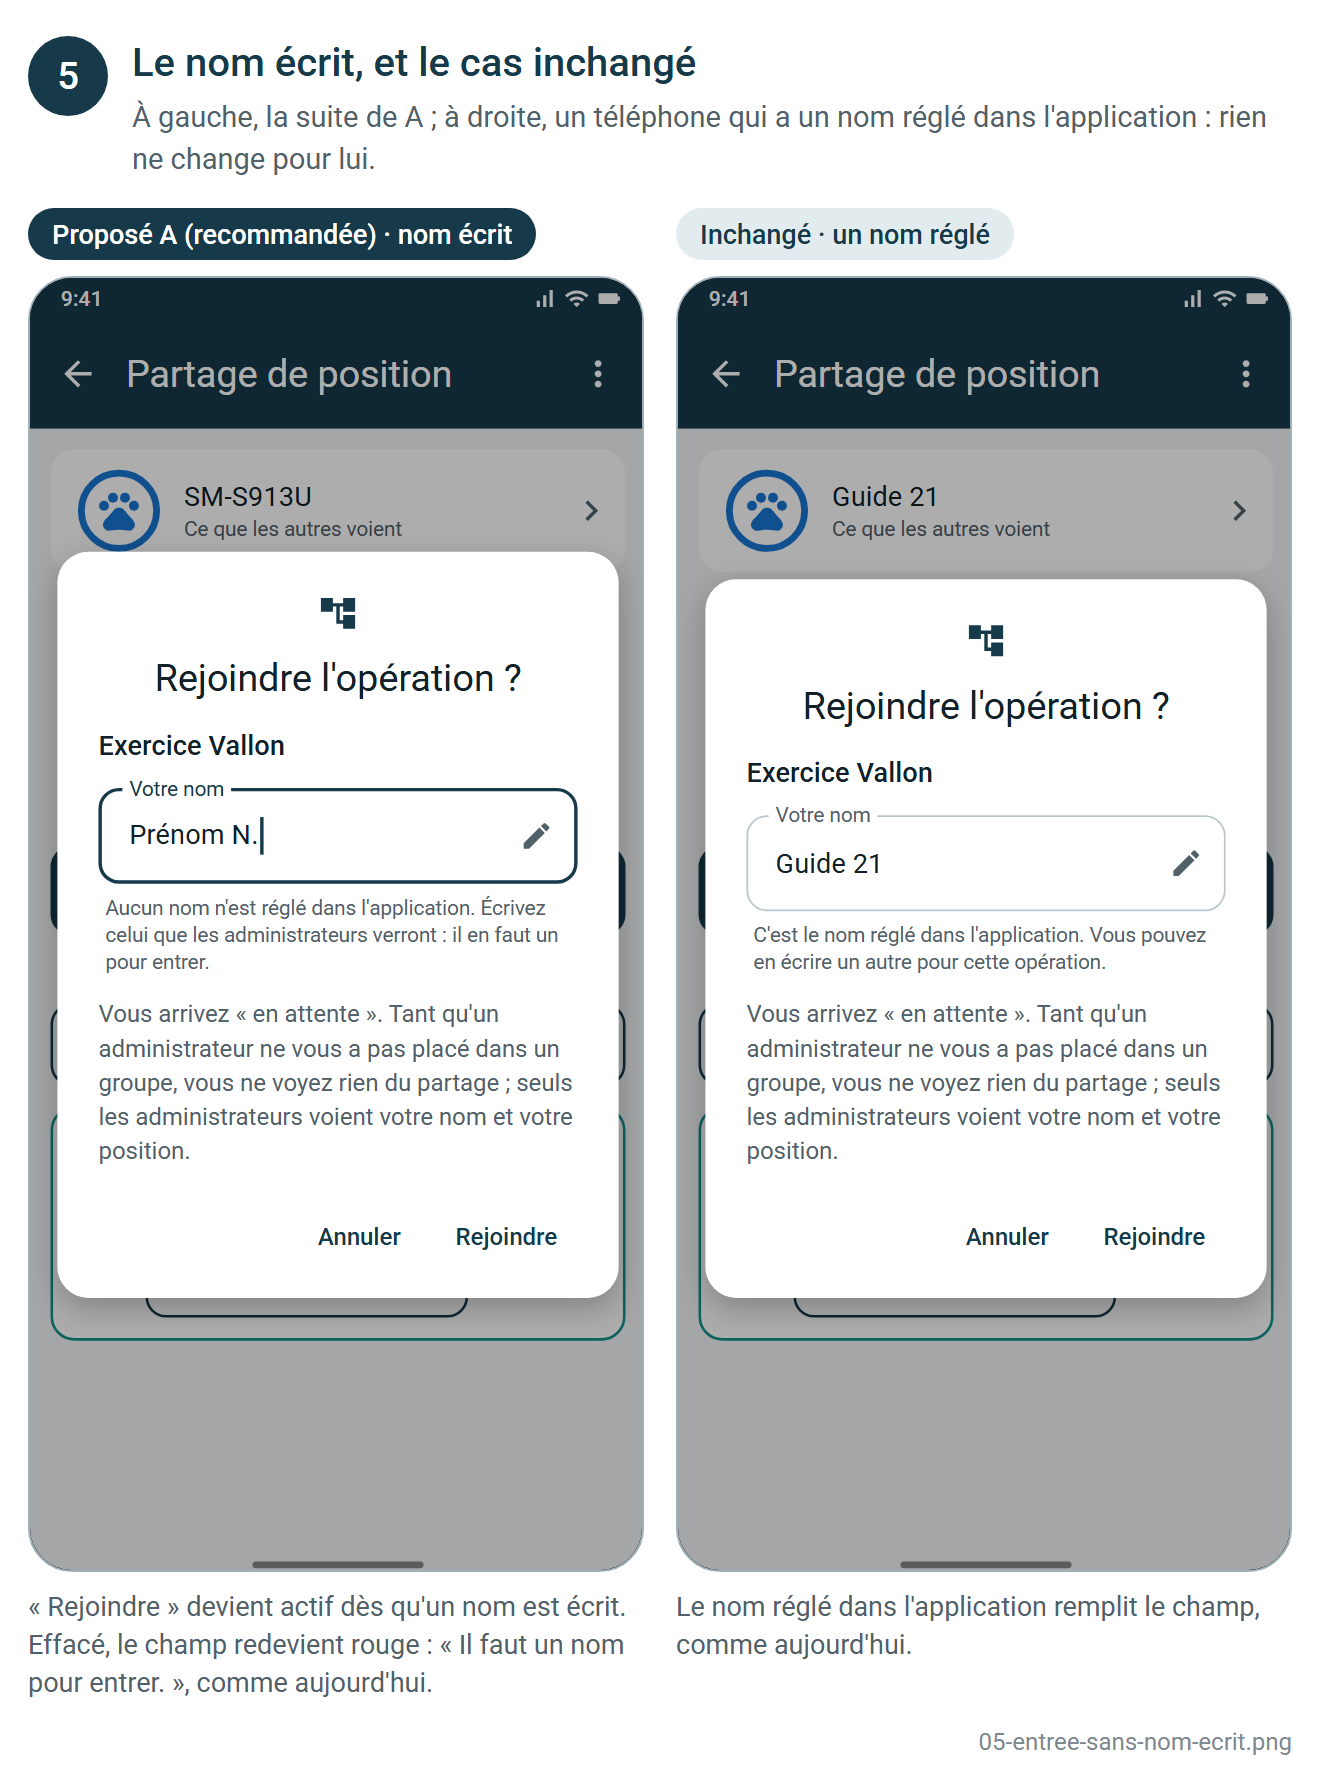 5
Le nom écrit, et le cas inchangé
À gauche, la suite de A ; à droite, un téléphone qui a un nom réglé dans l'application : rien
ne change pour lui.
Proposé A (recommandée) · nom écrit
9:41
Partage de position
SM-S913U
Ce que les autres voient
Rejoindre l'opération ?
Exercice Vallon
Votre nom
Prénom N.
Aucun nom n'est réglé dans l'application. Écrivez
celui que les administrateurs verront : il en faut un
pour entrer.
Vous arrivez « en attente ». Tant qu'un
administrateur ne vous a pas placé dans un
groupe, vous ne voyez rien du partage ; seuls
les administrateurs voient votre nom et votre
position.
Annuler Rejoindre
« Rejoindre » devient actif dès qu'un nom est écrit.
Effacé, le champ redevient rouge : « Il faut un nom
pour entrer. », comme aujourd'hui.
Inchangé · un nom réglé
9:41
Partage de position
Guide 21
Ce que les autres voient
Rejoindre l'opération ?
Exercice Vallon
Votre nom
Guide 21
C'est le nom réglé dans l'application. Vous pouvez
en écrire un autre pour cette opération.
Vous arrivez « en attente ». Tant qu'un
administrateur ne vous a pas placé dans un
groupe, vous ne voyez rien du partage ; seuls
les administrateurs voient votre nom et votre
position.
Annuler Rejoindre
Le nom réglé dans l'application remplit le champ,
comme aujourd'hui.
05-entree-sans-nom-ecrit.png